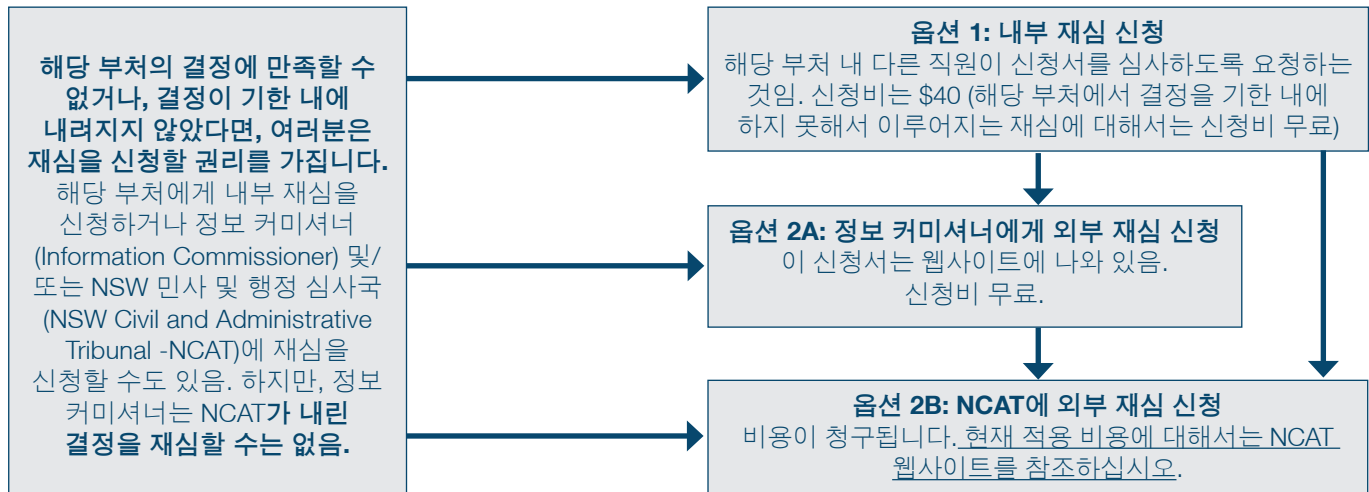 해당 부처의 결정에 만족할 수
없거나, 결정이 기한 내에
내려지지 않았다면, 여러분은
재심을 신청할 권리를 가집니다.
해당 부처에게 내부 재심을
신청하거나 정보 커미셔너
(Information Commissioner) 및/
또는 NSW 민사 및 행정 심사국
(NSW Civil and Administrative
Tribunal -NCAT)에 재심을
신청할 수도 있음. 하지만, 정보
커미셔너는 NCAT가 내린
결정을 재심할 수는 없음.
옵션 1: 내부 재심 신청
해당 부처 내 다른 직원이 신청서를 심사하도록 요청하는
것임. 신청비는 $40 (해당 부처에서 결정을 기한 내에
하지 못해서 이루어지는 재심에 대해서는 신청비 무료)
옵션 2A: 정보 커미셔너에게 외부 재심 신청
이 신청서는 웹사이트에 나와 있음.
신청비 무료.
옵션 2B: NCAT에 외부 재심 신청
비용이 청구됩니다. 현재 적용 비용에 대해서는 NCAT
웹사이트를 참조하십시오.